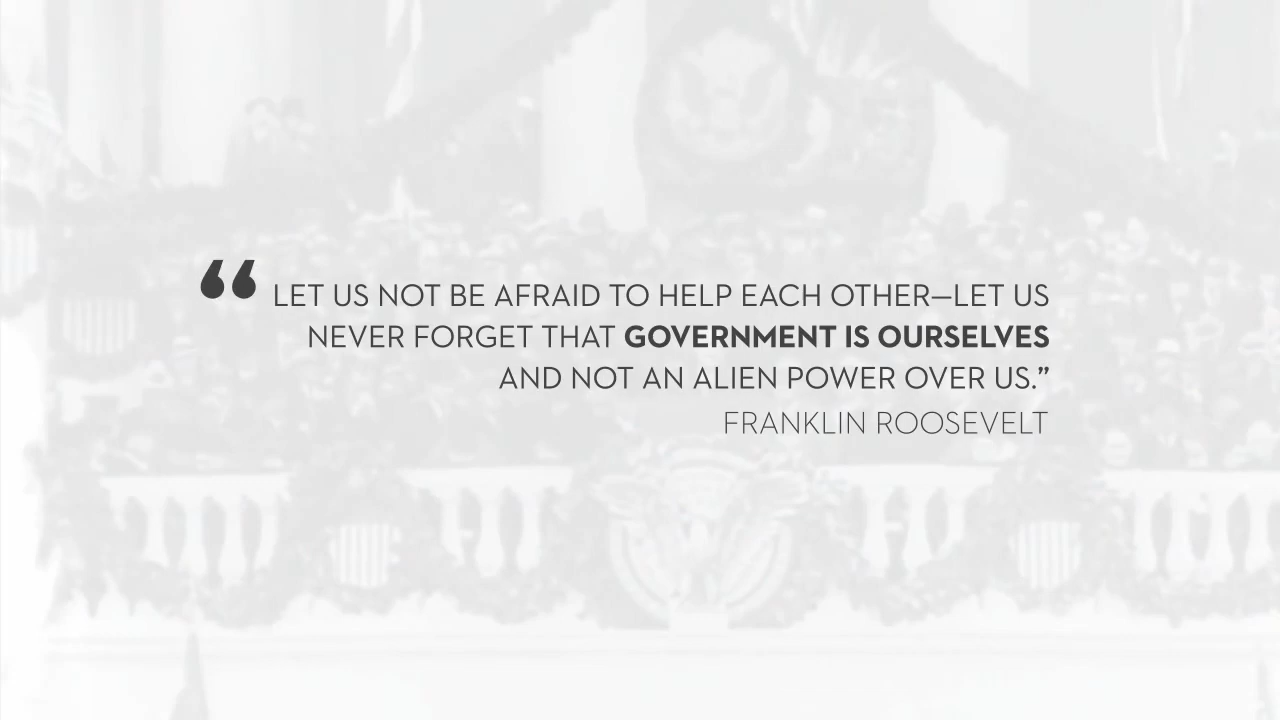 “ LET US NOT BE AFRAID TO HELP EACH OTHER—LET US
NEVER FORGET THAT GOVERNMENT IS OURSELVES
AND NOT AN ALIEN POWER OVER US.”
FRANKLIN ROOSEVELT